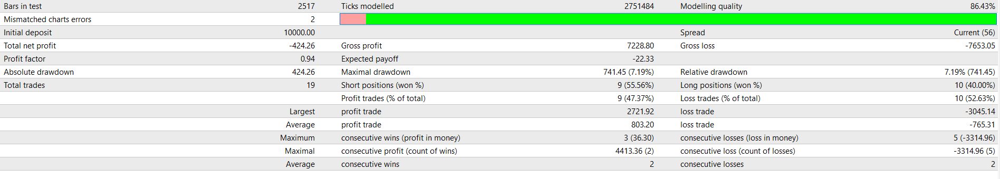 Bars in test 2517 Ticks modelled 2751484 Modelling quality 86.43%
Mismatched charts errors 2
Initial deposit 10000.00 Spread Current (56)
Total net profit -424.26 Gross profit 7228.80 Gross loss -7653.05
Profit factor 0.94 Expected payoff -22.33
Absolute drawdown 424.26 Maximal drawdown 741.45 (7.19%) Relative drawdown 7.19% (741.45)
Total trades 19 Short positions (won %) 9 (55.56%) Long positions (won %) 10 (40.00%)
Profit trades (% of total) 9 (47.37%) Loss trades (% of total) 10 (52.63%)
Largest profit trade 2721.92 loss trade -3045.14
Average profit trade 803.20 loss trade -765.31
Maximum consecutive wins (profit in money) 3 (36.30) consecutive losses (loss in money) 5 (-3314.96)
Maximal consecutive profit (count of wins) 4413.36 (2) consecutive loss (count of losses) -3314.96 (5)
Average consecutive wins 2 consecutive losses 2